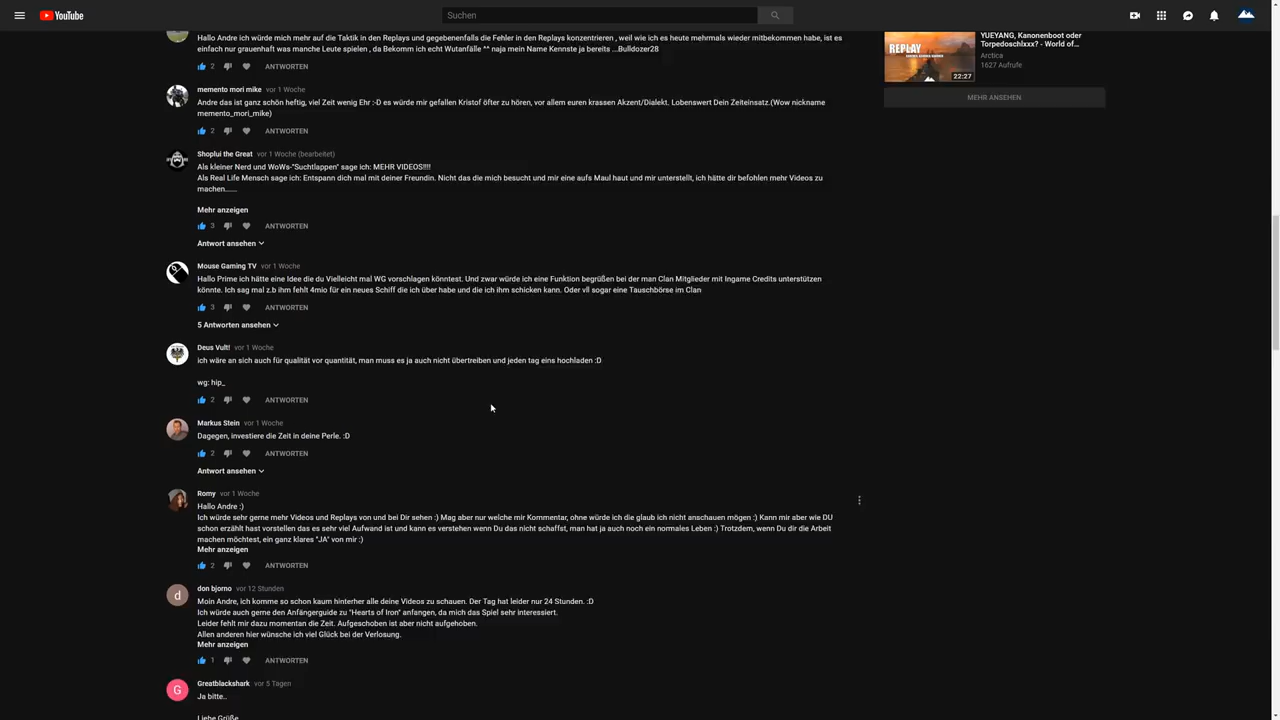 YouTube
Suchen
Hallo Andre ich würde mich mehr auf die Taktik in den Replays und gegebenenfalls die Fehler in den Replays konzentrieren , weil wie ich es heute mehrmals wieder mitbekommen habe, ist es
einfach nur grauenhaft was manche Leute spielen , da Bekomm ich echt Wutanfälle ^^ naja mein Name Kennste ja bereits ...Bulldozer28
2 ANTWORTEN
memento mori mike vor 1 Woche
Andre das ist ganz schön heftig, viel Zeit wenig Ehr :-D es würde mir gefallen Kristof öfter zu hören, vor allem euren krassen Akzent/Dialekt. Lobenswert Dein Zeiteinsatz.(Wow nickname
memento_mori_mike)
2 ANTWORTEN
Shoplui the Great vor 1 Woche (bearbeitet)
Als kleiner Nerd und WoWs-"Suchtlappen" sage ich: MEHR VIDEOS!!!!
Als Real Life Mensch sage ich: Entspann dich mal mit deiner Freundin. Nicht das die mich besucht und mir eine aufs Maul haut und mir unterstellt, ich hätte dir befohlen mehr Videos zu
machen.......
Mehr anzeigen
3 ANTWORTEN
Antwort ansehen
Mouse Gaming TV vor 1 Woche
Hallo Prime ich hätte eine Idee die du Vielleicht mal WG vorschlagen könntest. Und zwar würde ich eine Funktion begrüßen bei der man Clan Mitglieder mit Ingame Credits unterstützen
könnte. Ich sag mal z.b ihm fehlt 4mio für ein neues Schiff die ich über habe und die ich ihm schicken kann. Oder vll sogar eine Tauschbörse im Clan
3 ANTWORTEN
5 Antworten ansehen
Deus Vult! vor 1 Woche
ich wäre an sich auch für qualität vor quantität, man muss es ja auch nicht übertreiben und jeden tag eins hochladen :D
wg: hip_
2 ANTWORTEN
Markus Stein vor 1 Woche
Dagegen, investiere die Zeit in deine Perle. :D
2 ANTWORTEN
Antwort ansehen
Romy vor 1 Woche
Hallo Andre :)
Ich würde sehr gerne mehr Videos und Replays von und bei Dir sehen :) Mag aber nur welche mir Kommentar, ohne würde ich die glaub ich nicht anschauen mögen :) Kann mir aber wie DU
schon erzählt hast vorstellen das es sehr viel Aufwand ist und kann es verstehen wenn Du das nicht schaffst, man hat ja auch noch ein normales Leben :) Trotzdem, wenn Du dir die Arbeit
machen möchtest, ein ganz klares "JA" von mir :)
Mehr anzeigen
2 ANTWORTEN
d
don bjorno vor 12 Stunden
Moin Andre, ich komme so schon kaum hinterher alle deine Videos zu schauen. Der Tag hat leider nur 24 Stunden. :D
Ich würde auch gerne den Anfängerguide zu "Hearts of Iron" anfangen, da mich das Spiel sehr interessiert.
Leider fehlt mir dazu momentan die Zeit. Aufgeschoben ist aber nicht aufgehoben.
Allen anderen hier wünsche ich viel Glück bei der Verlosung.
Mehr anzeigen
1 ANTWORTEN
G
Greatblackshark vor 5 Tagen
Ja bitte..
Liebe Grüße
REPLAY
22:27
YUEYANG, Kanonenboot oder
Torpedoschlxxx? - World of...
Arctica
1627 Aufrufe
MEHR ANSEHEN